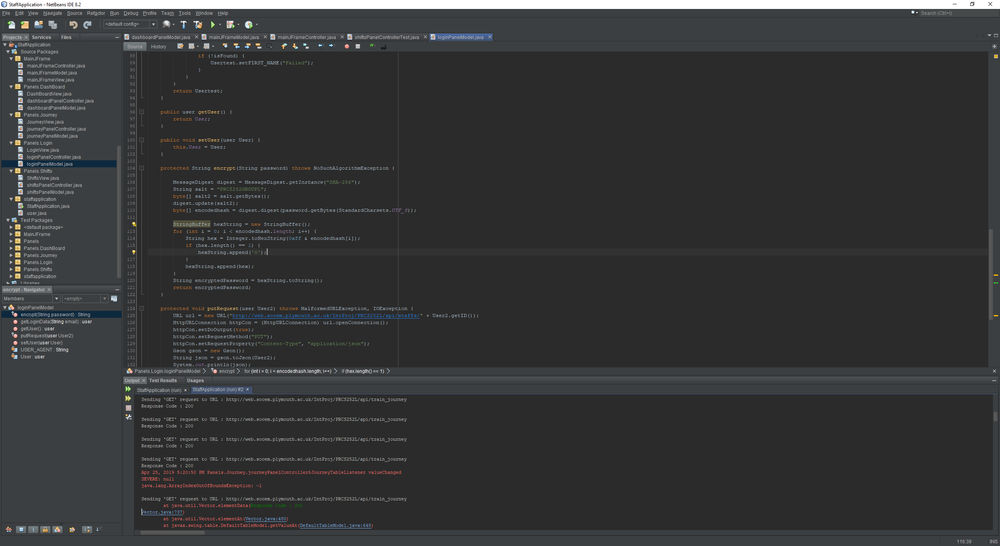 StaffApplication - NetBeans IDE 8.2
File Edit View Navigate Source Refactor Run Debug Profile Team Tools Window Help
Search (Ctrl+I)
<default config>
Projects Services Files
StaffApplication
Source Packages
MainJFrame
mainJFrameController.java
mainJFrameModel.java
mainJFrameView.java
Panels.DashBoard
DashBoardView.java
dashboardPanelController.java
dashboardPanelModel.java
Panels.Journey
JourneyView.java
journeyPanelController.java
journeyPanelModel.java
Panels.Login
LoginView.java
loginPanelController.java
loginPanelModel.java
Panels.Shifts
ShiftsView.java
shiftsPanelController.java
shiftsPanelModel.java
staffapplication
StaffApplication.java
user.java
Test Packages
<default package>
MainJFrame
Panels
Panels.DashBoard
Panels.Journey
Panels.Login
Panels.Shifts
staffapplication
Libraries
encrypt - Navigator
Members <empty>
loginPanelModel
encrypt(String password) : String
getLoginData(String email) : user
getUser() : user
putRequest(user User2)
setUser(user User)
USER_AGENT : String
User : user
dashboardPanelModel.java mainJFrameModel.java mainJFrameController.java shiftsPanelControllerTest.java loginPanelModel.java
Source History
88 if (!isFound) {
89 Usertest.setFIRST_NAME("Failed");
90 }
91 }
92 }
93 return Usertest;
94 }
95
96 public user getUser() {
97 return User;
98 }
99
100 public void setUser(user User) {
101 this.User = User;
102 }
103
104 protected String encrypt(String password) throws NoSuchAlgorithmException {
105
106 MessageDigest digest = MessageDigest.getInstance("SHA-256");
107 String salt = "PRC$252GROUPL";
108 byte[] salt2 = salt.getBytes();
109 digest.update(salt2);
110 byte[] encodedhash = digest.digest(password.getBytes(StandardCharsets.UTF_8));
111
StringBuffer hexString = new StringBuffer();
113 for (int i = 0; i < encodedhash.length; i++) {
114 String hex = Integer.toHexString(0xff & encodedhash[i]);
115 if (hex.length() == 1) {
hexString.append('0');
117 }
118 hexString.append(hex);
119 }
120 String encryptedPassword = hexString.toString();
121 return encryptedPassword;
122 }
123
124 protected void putRequest(user User2) throws MalformedURLException, IOException {
125 URL url = new URL("http://web.socem.plymouth.ac.uk/IntProj/PRCS252L/api/staffs/" + User2.getID());
126 HttpURLConnection httpCon = (HttpURLConnection) url.openConnection();
127 httpCon.setDoOutput(true);
128 httpCon.setRequestMethod("PUT");
129 httpCon.setRequestProperty("Content-Type", "application/json");
130 Gson gson = new Gson();
131 String json = gson.toJson(User2);
132 System.out.println(json);
Panels.Login.loginPanelModel encrypt for (int i = 0; i < encodedhash.length; i++) if (hex.length() == 1)
Output Test Results Usages
StaffApplication (run) StaffApplication (run) #2
Sending 'GET' request to URL : http://web.socem.plymouth.ac.uk/IntProj/PRCS252L/api/train_journey
Response Code : 200
Sending 'GET' request to URL : http://web.socem.plymouth.ac.uk/IntProj/PRCS252L/api/train_journey
Response Code : 200
Sending 'GET' request to URL : http://web.socem.plymouth.ac.uk/IntProj/PRCS252L/api/train_journey
Response Code : 200
Sending 'GET' request to URL : http://web.socem.plymouth.ac.uk/IntProj/PRCS252L/api/train_journey
Response Code : 200
Apr 25, 2019 5:20:50 PM Panels.Journey.journeyPanelController$JourneyTableListener valueChanged
SEVERE: null
java.lang.ArrayIndexOutOfBoundsException: -1
Sending 'GET' request to URL : http://web.socem.plymouth.ac.uk/IntProj/PRCS252L/api/train_journey
at java.util.Vector.elementData(Response Code : 200
Vector.java:737)
at java.util.Vector.elementAt(Vector.java:480)
at javax.swing.table.DefaultTableModel.getValueAt(DefaultTableModel.java:648)
116:39 INS